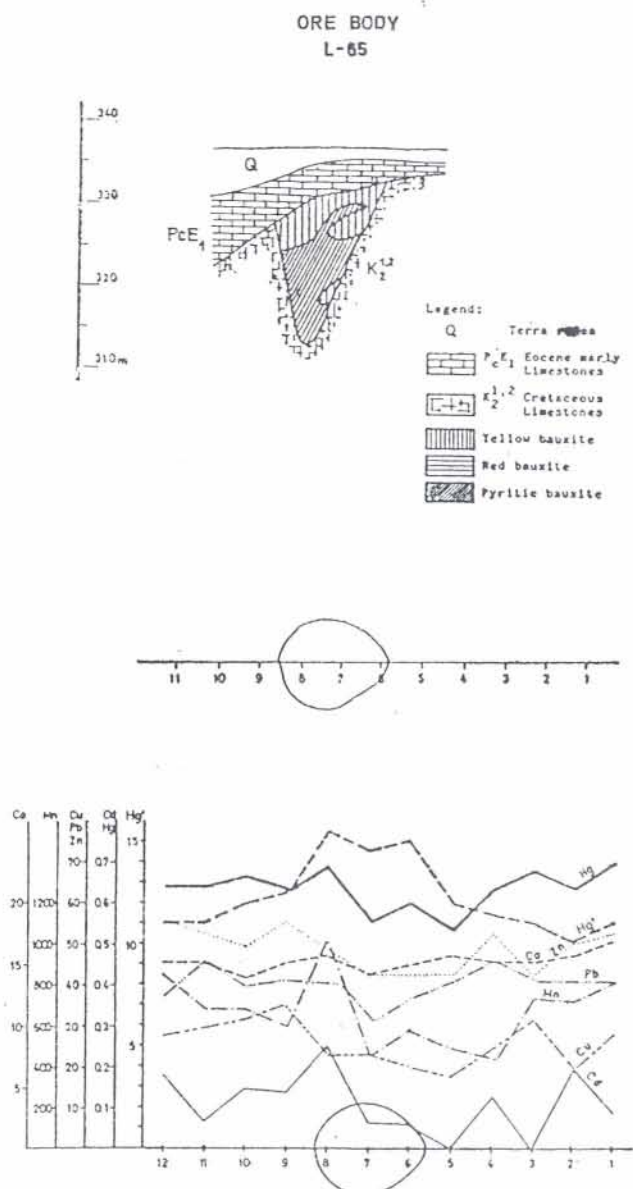 ORE BODY
L-65
340
330
320
310 m
Q
PcE1
K2 1,2
Legend:
Q Terra
PcE1 Eocene marly
Limestones
K2 1,2 Cretaceous
Limestones
Yellow bauxite
Red bauxite
Pyritic bauxite
11 10 9 8 7 6 5 4 3 2 1
Ca Mn Cu Cd Hg°
Pb Hg
Zn
20 15 10 5
1200 1000 800 600 400 200
70 60 50 40 30 20 10
0.7 0.6 0.5 0.4 0.3 0.2 0.1
15 10 5
Hg
Hg°
Zn
Ca
Pb
Mn
Cu
Cd
12 11 10 9 8 7 6 5 4 3 2 1